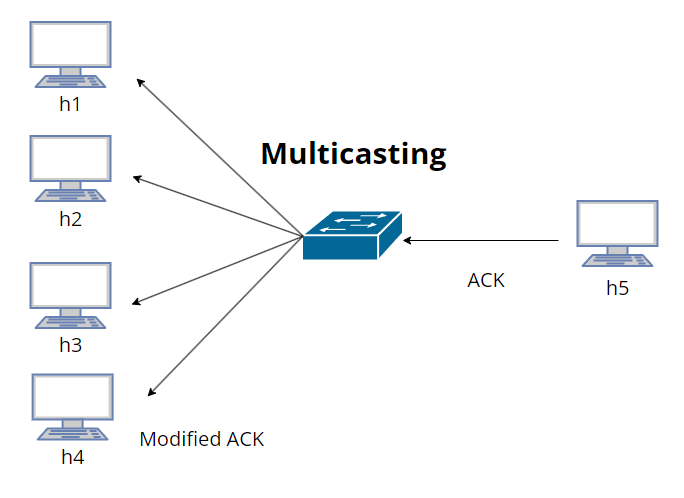 h1
Multicasting
h2
ACK
h5
h3
Modified ACK
h4